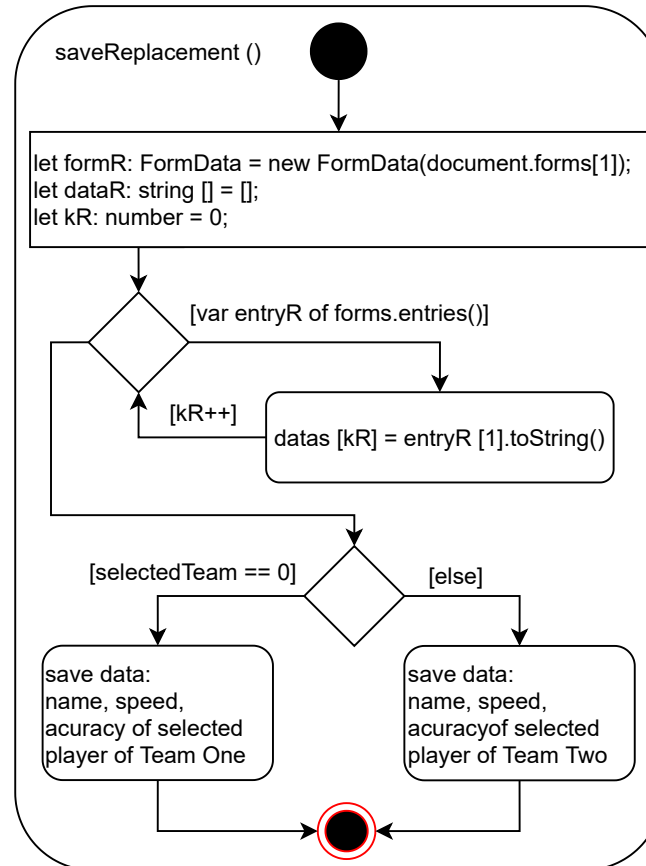 saveReplacement ()
let formR: FormData = new FormData(document.forms[1]);
let dataR: string [] = [];
let kR: number = 0;
[var entryR of forms.entries()]
[kR++]
datas [kR] = entryR [1].toString()
[selectedTeam == 0]
[else]
save data:
name, speed,
acuracy of selected
player of Team One
save data:
name, speed,
acuracyof selected
player of Team Two